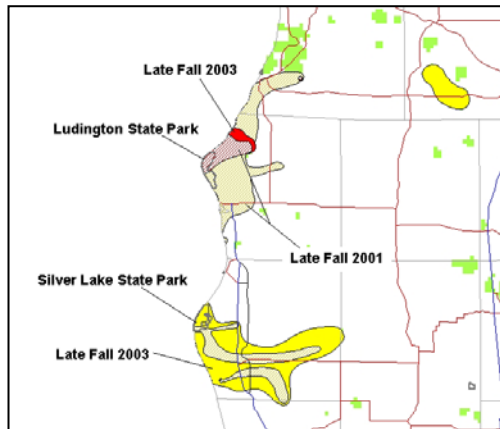 Late Fall 2003
Ludington State Park
Late Fall 2001
Silver Lake State Park
Late Fall 2003